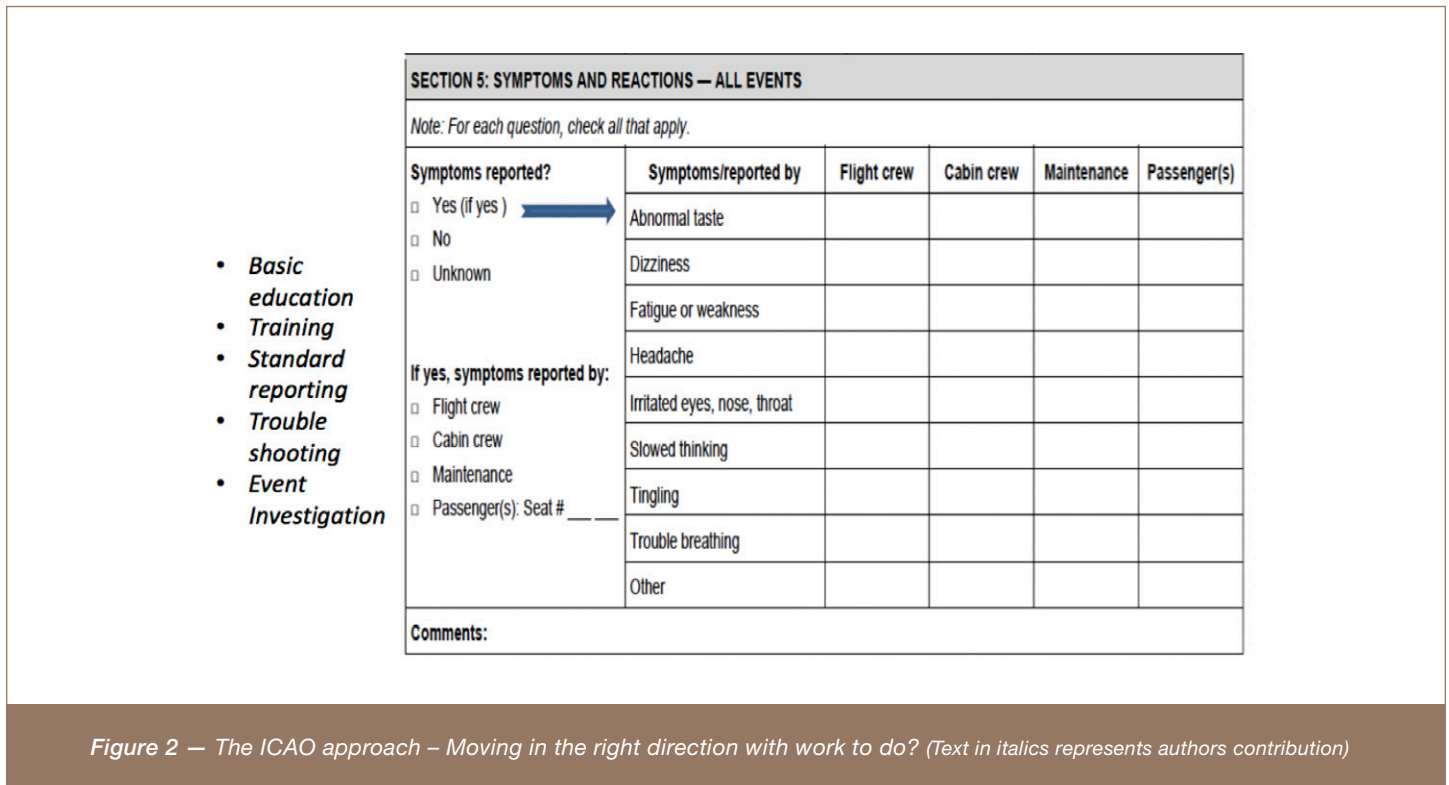 SECTION 5: SYMPTOMS AND REACTIONS — ALL EVENTS
Note: For each question, check all that apply.
Symptoms reported?
□ Yes (if yes )
□ No
□ Unknown
If yes, symptoms reported by:
□ Flight crew
□ Cabin crew
□ Maintenance
□ Passenger(s): Seat # __ __
Symptoms/reported by Flight crew Cabin crew Maintenance Passenger(s)
Abnormal taste
Dizziness
Fatigue or weakness
Headache
Irritated eyes, nose, throat
Slowed thinking
Tingling
Trouble breathing
Other
Comments:
• Basic
education
• Training
• Standard
reporting
• Trouble
shooting
• Event
Investigation
Figure 2 — The ICAO approach – Moving in the right direction with work to do? (Text in italics represents authors contribution)